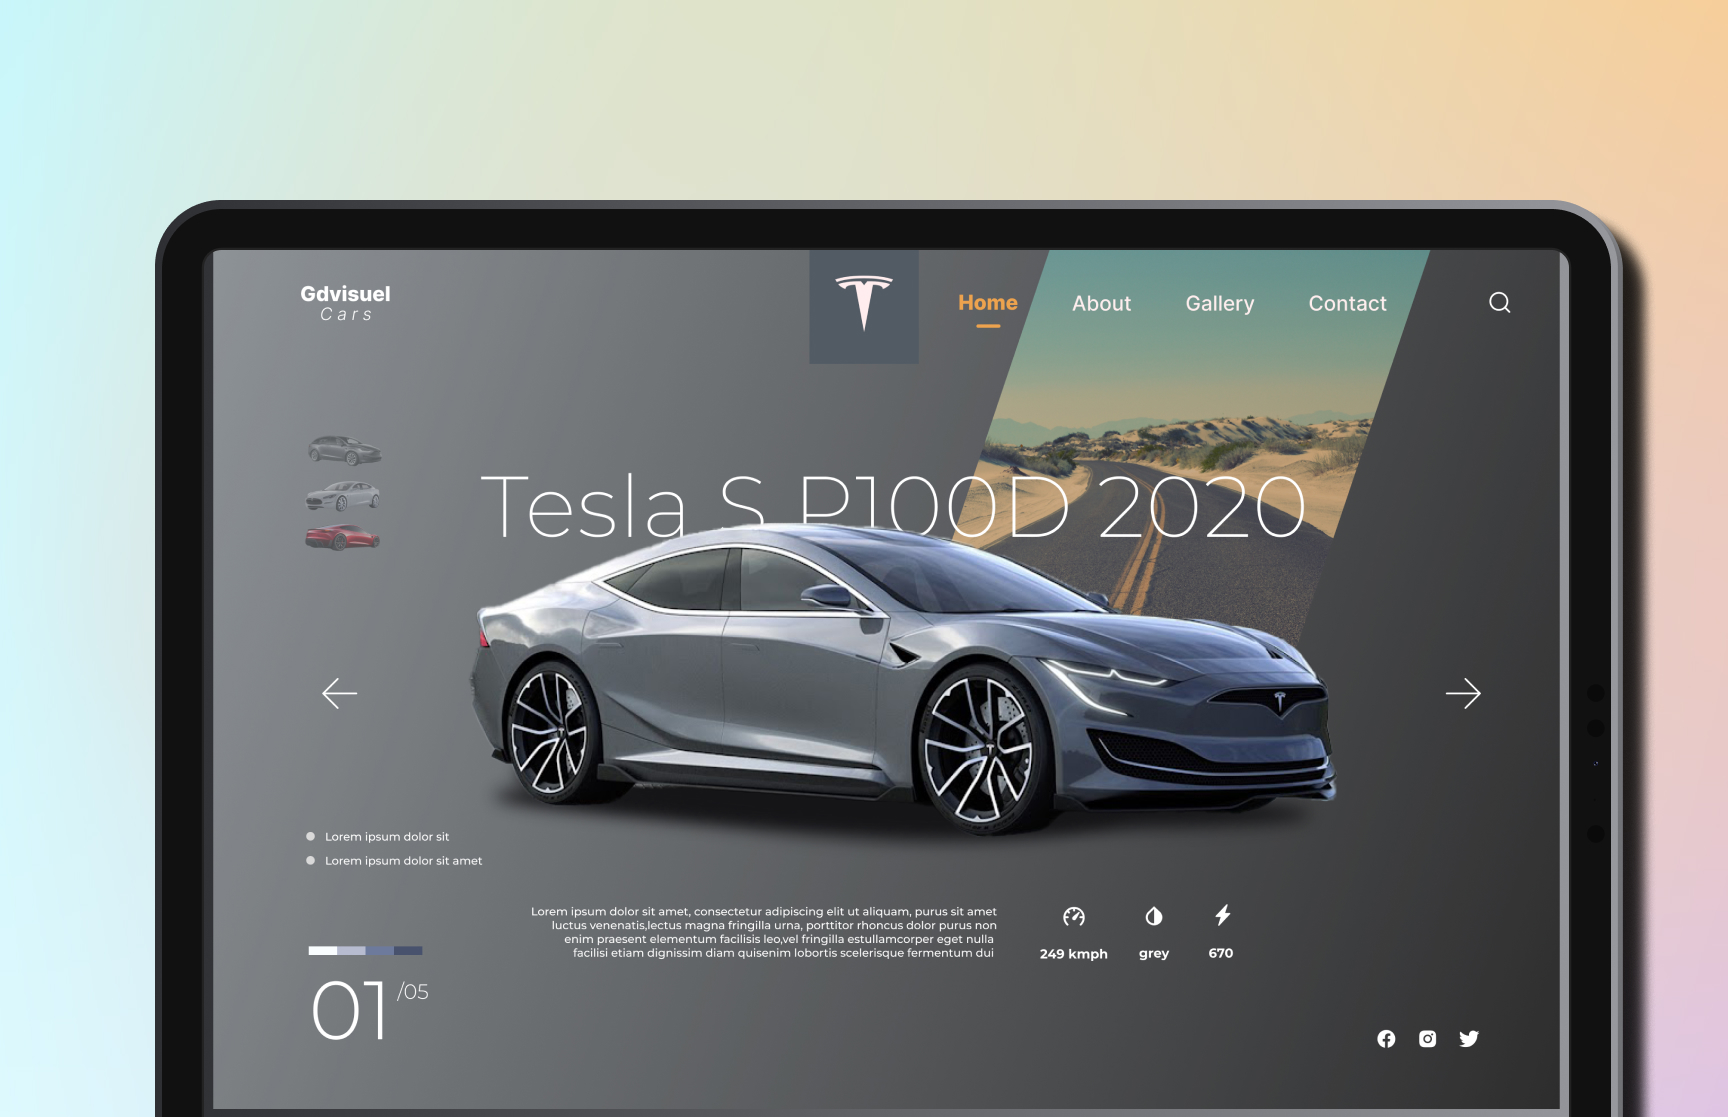 Gdvisuel
Cars
Home
About
Gallery
Contact
Tesla S P100D 2020
Lorem ipsum dolor sit
Lorem ipsum dolor sit amet
Lorem ipsum dolor sit amet, consectetur adipiscing elit ut aliquam, purus sit amet
luctus venenatis,lectus magna fringilla urna, porttitor rhoncus dolor purus non
enim praesent elementum facilisis leo,vel fringilla estullamcorper eget nulla
facilisi etiam dignissim diam quisenim lobortis scelerisque fermentum dui
249 kmph
grey
670
01
/05